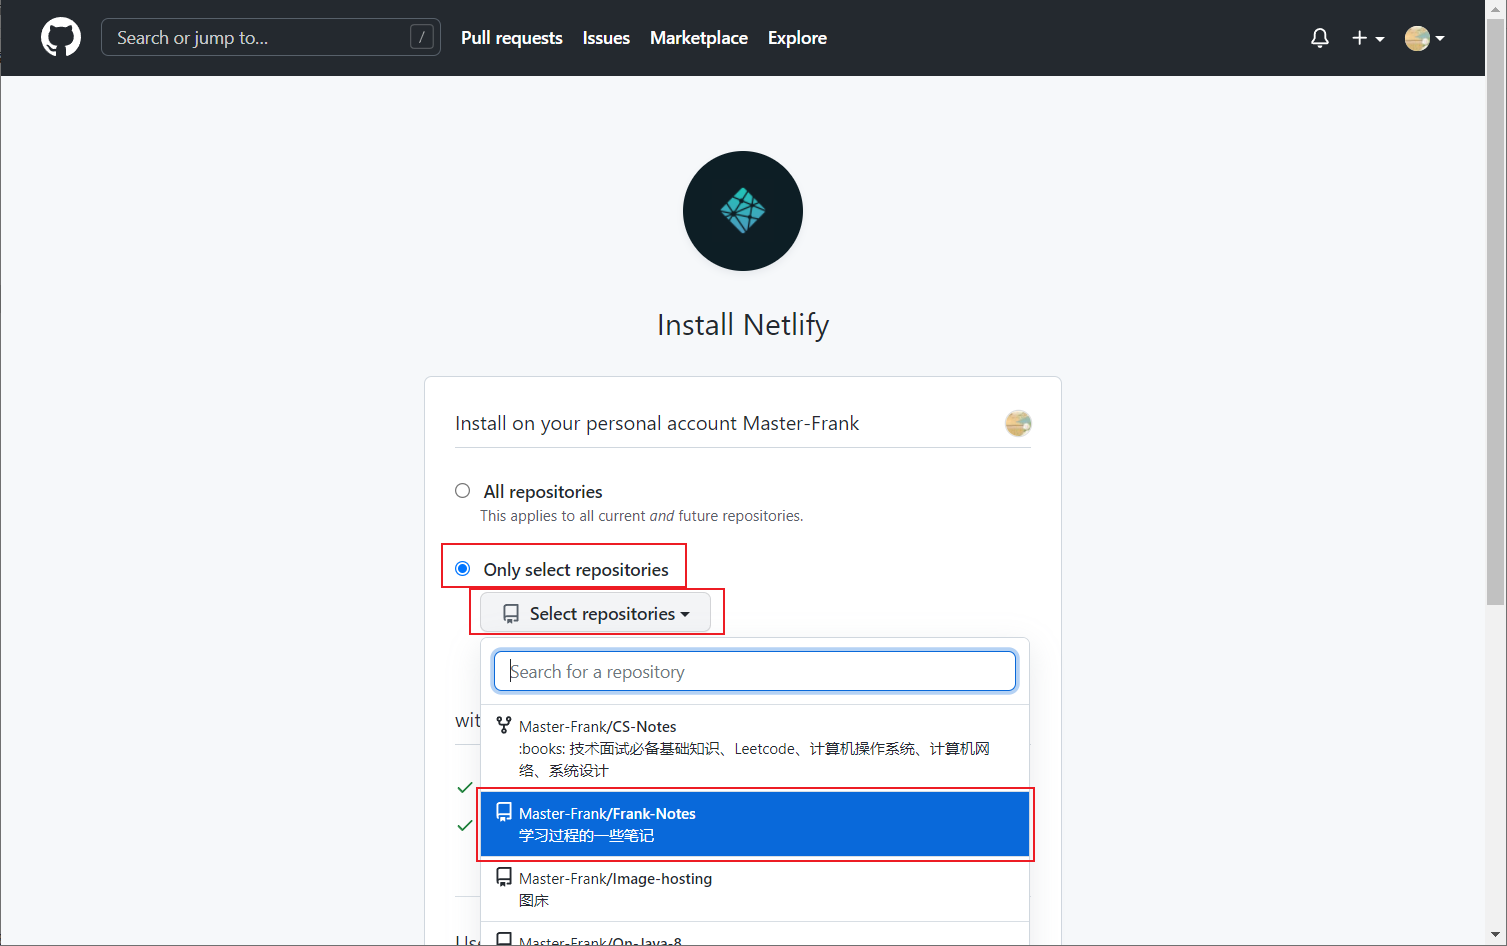 Search or jump to...
/
Pull requests
Issues
Marketplace
Explore
Install Netlify
Install on your personal account Master-Frank
All repositories
This applies to all current and future repositories.
Only select repositories
Select repositories
Search for a repository
wit
Master-Frank/CS-Notes
:books: 技术面试必备基础知识、Leetcode、计算机操作系统、计算机网
络、系统设计
Master-Frank/Frank-Notes
学习过程的一些笔记
Master-Frank/Image-hosting
图床
Use
Master-Frank/On-Java-8